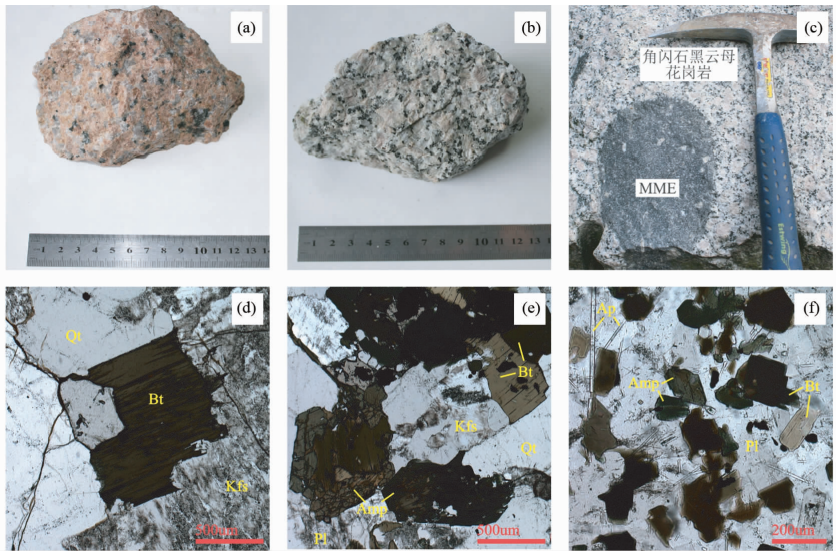 (a)
-1 2 3 4 5 6 7 8 9 10 11 12 13
(b)
-1 2 3 4 5 6 7 8 9 10 11 12 13
(c)
角闪石黑云母
花岗岩
MME
(d)
Qt
Bt
Kfs
500um
(e)
Bt
Kfs
Qt
Amp
Pl
500um
(f)
Ap
Amp
Bt
Pl
200um